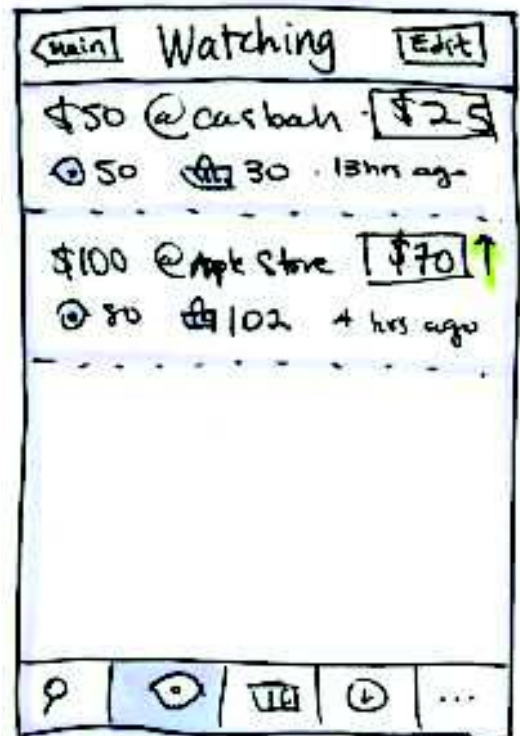 Main Watching Edit
$50 @ casbah $25
50 30 13hrs ago
$100 @ Apple Store $70 ↑
80 102 4 hrs ago
...